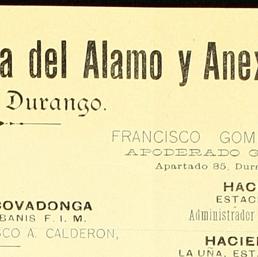 a del Alamo y Anex
Durango.
FRANCISCO GOM
APODERADO G
Apartado 85, Dur
HAC
ESTAC
Administrador
OVADONGA
BANIS F. I. M.
SCO A. CALDERON,
HACIE
LA UÑA, EST.